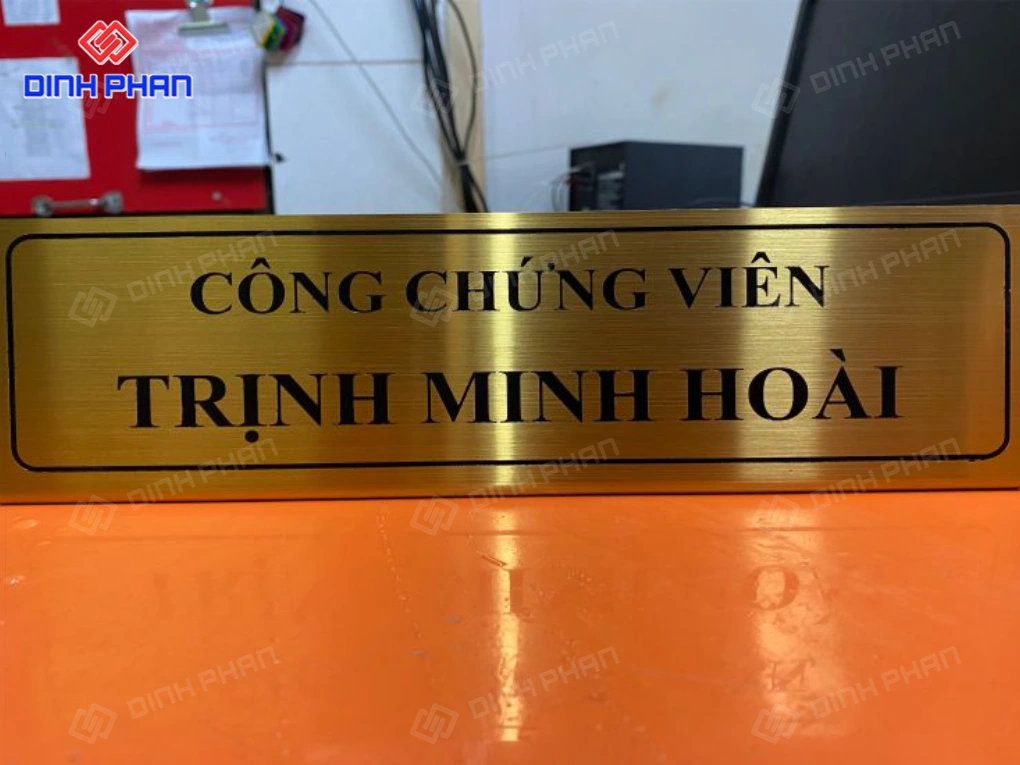 DINH PHAN
CÔNG CHỨNG VIÊN
TRỊNH MINH HOÀI